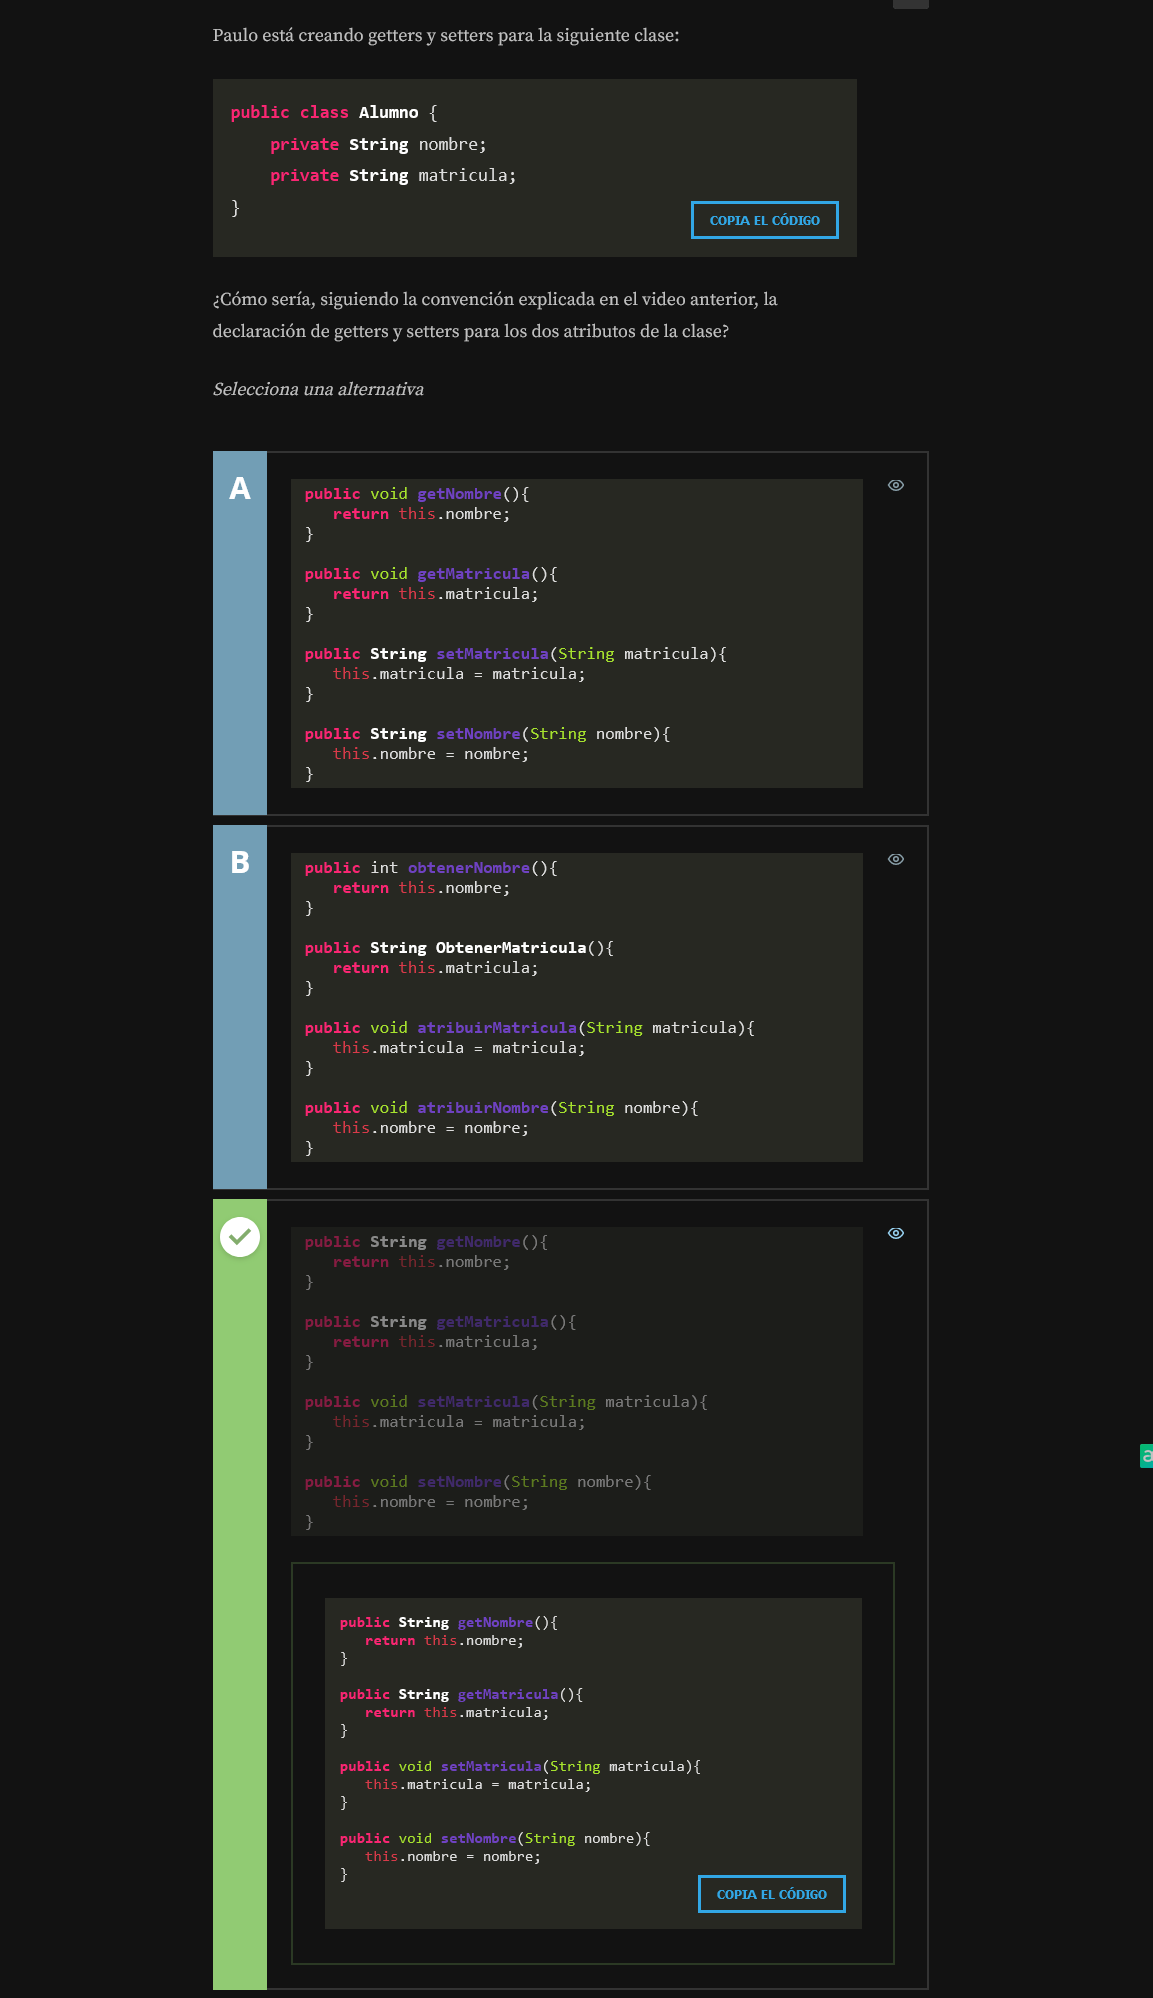 Paulo está creando getters y setters para la siguiente clase:
public class Alumno {
    private String nombre;
    private String matricula;
}
COPIA EL CÓDIGO
¿Cómo sería, siguiendo la convención explicada en el video anterior, la
declaración de getters y setters para los dos atributos de la clase?
Selecciona una alternativa
A
public void getNombre(){
   return this.nombre;
}
public void getMatricula(){
   return this.matricula;
}
public String setMatricula(String matricula){
   this.matricula = matricula;
}
public String setNombre(String nombre){
   this.nombre = nombre;
}
B
public int obtenerNombre(){
   return this.nombre;
}
public String ObtenerMatricula(){
   return this.matricula;
}
public void atribuirMatricula(String matricula){
   this.matricula = matricula;
}
public void atribuirNombre(String nombre){
   this.nombre = nombre;
}
public String getNombre(){
   return this.nombre;
}
public String getMatricula(){
   return this.matricula;
}
public void setMatricula(String matricula){
   this.matricula = matricula;
}
public void setNombre(String nombre){
   this.nombre = nombre;
}
public String getNombre(){
   return this.nombre;
}
public String getMatricula(){
   return this.matricula;
}
public void setMatricula(String matricula){
   this.matricula = matricula;
}
public void setNombre(String nombre){
   this.nombre = nombre;
}
COPIA EL CÓDIGO
a